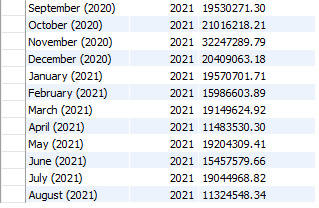 September (2020) 2021 19530271.30
October (2020) 2021 21016218.21
November (2020) 2021 32247289.79
December (2020) 2021 20409063.18
January (2021) 2021 19570701.71
February (2021) 2021 15986603.89
March (2021) 2021 19149624.92
April (2021) 2021 11483530.30
May (2021) 2021 19204309.41
June (2021) 2021 15457579.66
July (2021) 2021 19044968.82
August (2021) 2021 11324548.34